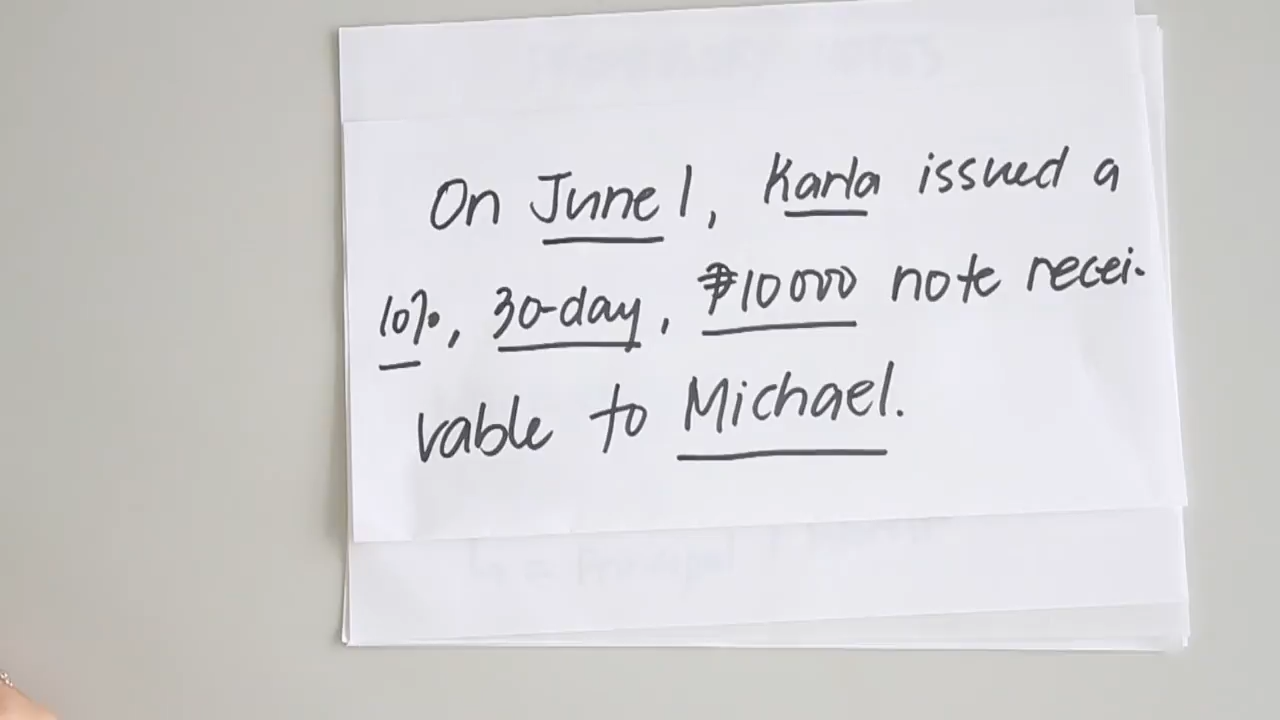 On June 1, Karla issued a
10%, 30-day, ₱10000 note recei-
vable to Michael.